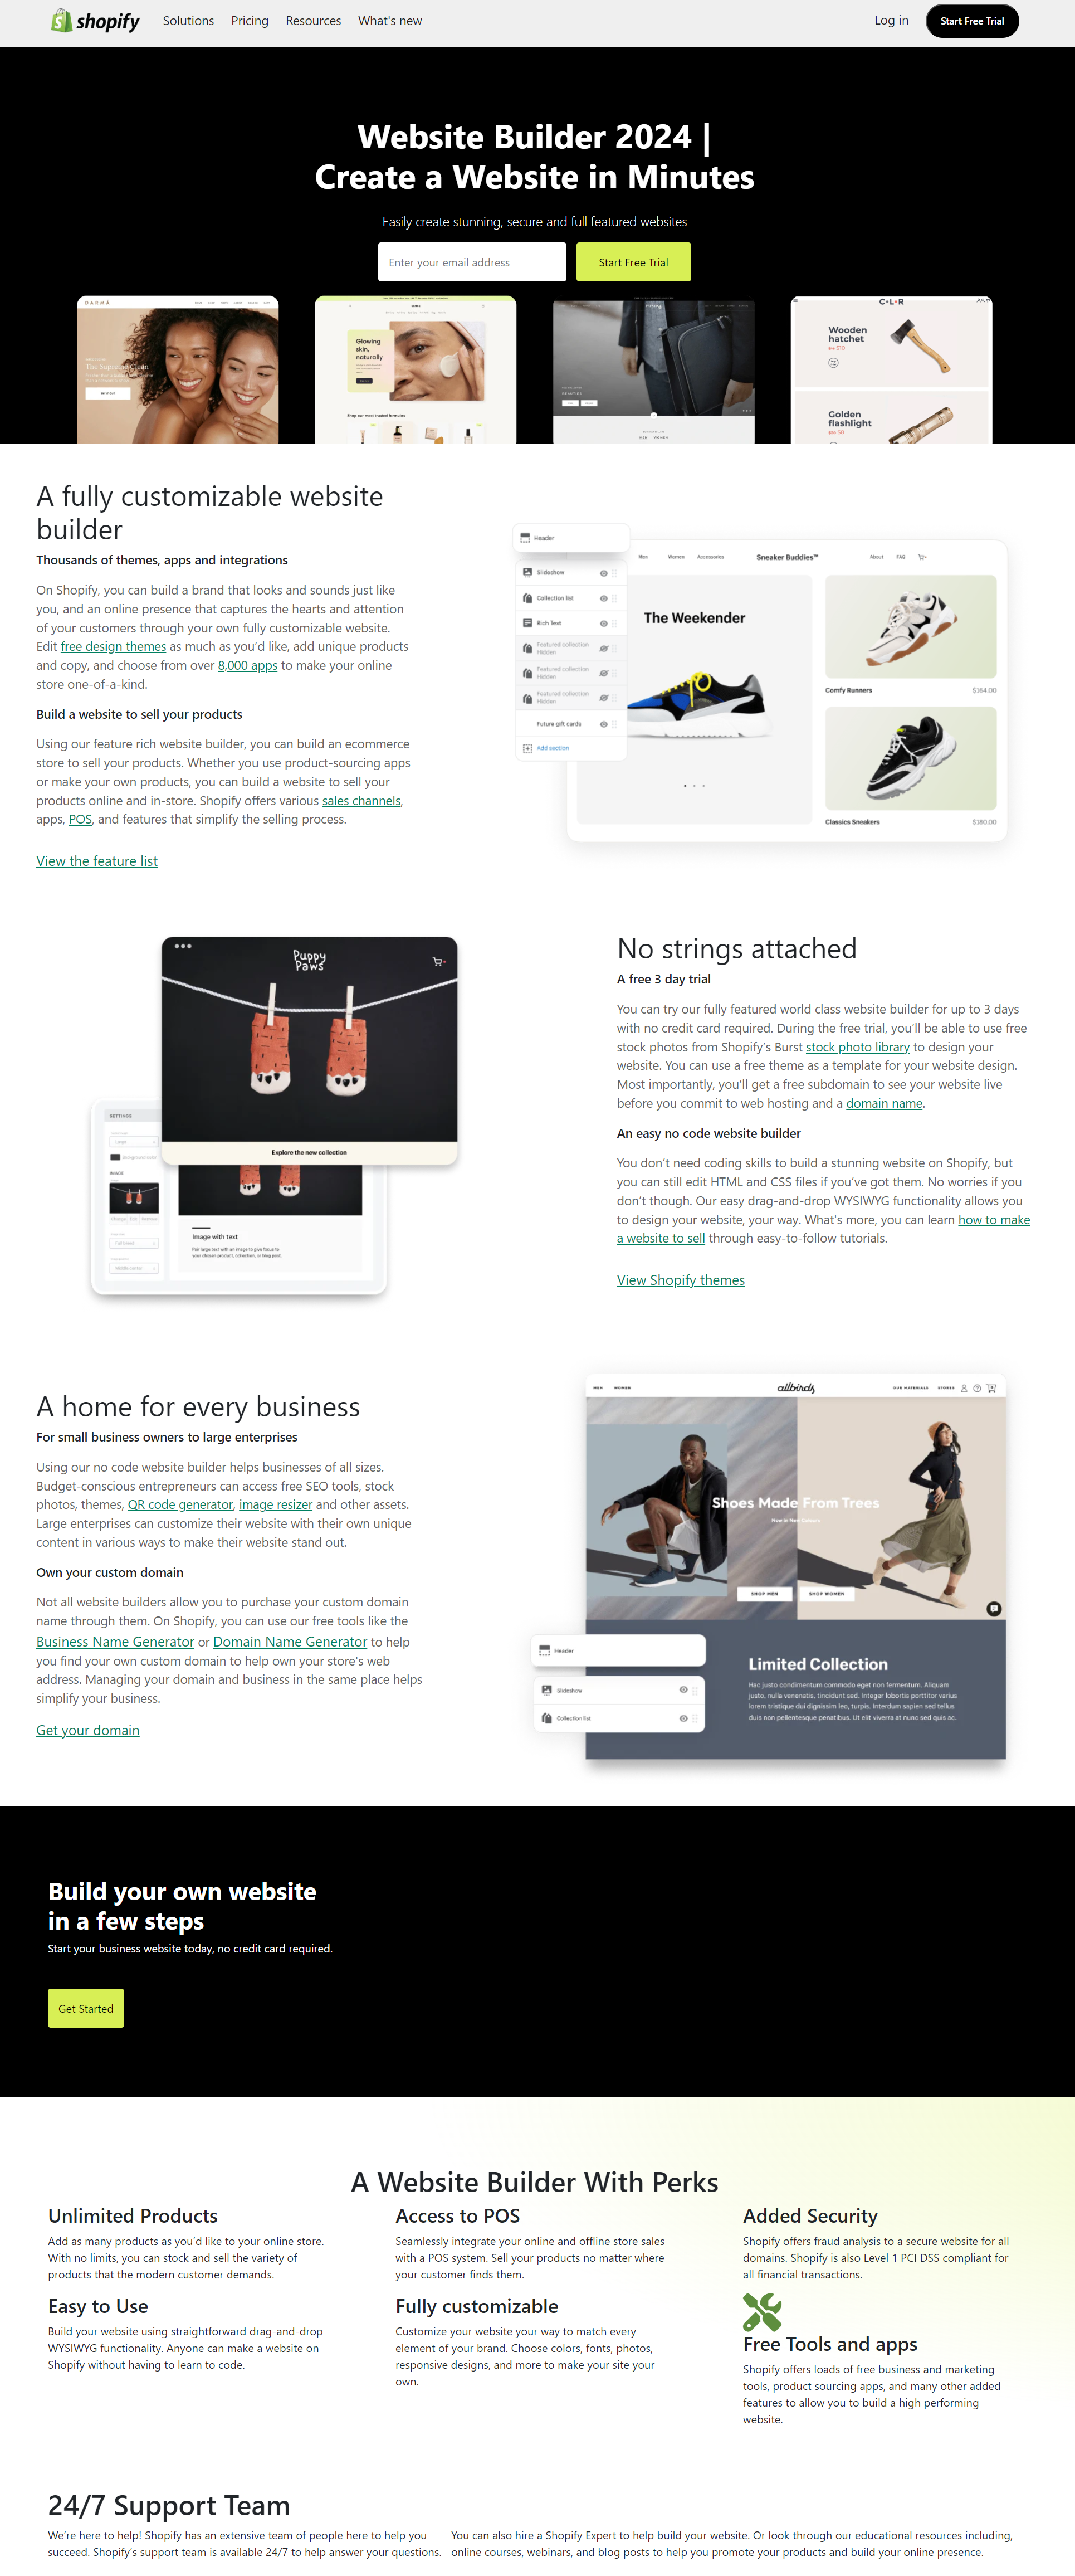 shopify Solutions Pricing Resources What's new Log in Start Free Trial
Website Builder 2024 |
Create a Website in Minutes
Easily create stunning, secure and full featured websites
Enter your email address Start Free Trial
DARMA
The Supreme Clean
Glowing
skin,
naturally
Shop our most trusted formulas
C•L•R
Wooden
hatchet
$10
Golden
flashlight
$8
A fully customizable website
builder
Thousands of themes, apps and integrations
On Shopify, you can build a brand that looks and sounds just like
you, and an online presence that captures the hearts and attention
of your customers through your own fully customizable website.
Edit free design themes as much as you'd like, add unique products
and copy, and choose from over 8,000 apps to make your online
store one-of-a-kind.
Build a website to sell your products
Using our feature rich website builder, you can build an ecommerce
store to sell your products. Whether you use product-sourcing apps
or make your own products, you can build a website to sell your
products online and in-store. Shopify offers various sales channels,
apps, POS, and features that simplify the selling process.
View the feature list
Header
Slideshow
Collection list
Rich Text
Featured collection
Hidden
Featured collection
Hidden
Featured collection
Hidden
Future gift cards
Add section
Men Women Accessories Sneaker Buddies™ About FAQ
The Weekender
Comfy Runners $164.00
Classics Sneakers $180.00
Puppy
Paws
Explore the new collection
SETTINGS
Large
Background color
IMAGE
Image with text
Pair large text with an image to give focus to
your chosen product, collection, or blog post.
No strings attached
A free 3 day trial
You can try our fully featured world class website builder for up to 3 days
with no credit card required. During the free trial, you'll be able to use free
stock photos from Shopify's Burst stock photo library to design your
website. You can use a free theme as a template for your website design.
Most importantly, you'll get a free subdomain to see your website live
before you commit to web hosting and a domain name.
An easy no code website builder
You don't need coding skills to build a stunning website on Shopify, but
you can still edit HTML and CSS files if you've got them. No worries if you
don't though. Our easy drag-and-drop WYSIWYG functionality allows you
to design your website, your way. What's more, you can learn how to make
a website to sell through easy-to-follow tutorials.
View Shopify themes
A home for every business
For small business owners to large enterprises
Using our no code website builder helps businesses of all sizes.
Budget-conscious entrepreneurs can access free SEO tools, stock
photos, themes, QR code generator, image resizer and other assets.
Large enterprises can customize their website with their own unique
content in various ways to make their website stand out.
Own your custom domain
Not all website builders allow you to purchase your custom domain
name through them. On Shopify, you can use our free tools like the
Business Name Generator or Domain Name Generator to help
you find your own custom domain to help own your store's web
address. Managing your domain and business in the same place helps
simplify your business.
Get your domain
MEN WOMEN allbirds OUR MATERIALS STORES
Shoes Made From Trees
Now in New Colours
SHOP MEN SHOP WOMEN
Header
Slideshow
Collection list
Limited Collection
Hac justo condimentum commodo eget non fermentum. Aliquam
justo, nulla venenatis, tincidunt sed. Integer lobortis porttitor varius
lorem tristique dui dignissim leo, turpis. Interdum sapien sed tellus
duis non pellentesque penatibus. Ut elit viverra at nunc sed quis ac.
Build your own website
in a few steps
Start your business website today, no credit card required.
Get Started
A Website Builder With Perks
Unlimited Products
Add as many products as you'd like to your online store.
With no limits, you can stock and sell the variety of
products that the modern customer demands.
Access to POS
Seamlessly integrate your online and offline store sales
with a POS system. Sell your products no matter where
your customer finds them.
Added Security
Shopify offers fraud analysis to a secure website for all
domains. Shopify is also Level 1 PCI DSS compliant for
all financial transactions.
Easy to Use
Build your website using straightforward drag-and-drop
WYSIWYG functionality. Anyone can make a website on
Shopify without having to learn to code.
Fully customizable
Customize your website your way to match every
element of your brand. Choose colors, fonts, photos,
responsive designs, and more to make your site your
own.
Free Tools and apps
Shopify offers loads of free business and marketing
tools, product sourcing apps, and many other added
features to allow you to build a high performing
website.
24/7 Support Team
We're here to help! Shopify has an extensive team of people here to help you
succeed. Shopify's support team is available 24/7 to help answer your questions.
You can also hire a Shopify Expert to help build your website. Or look through our educational resources including,
online courses, webinars, and blog posts to help you promote your products and build your online presence.